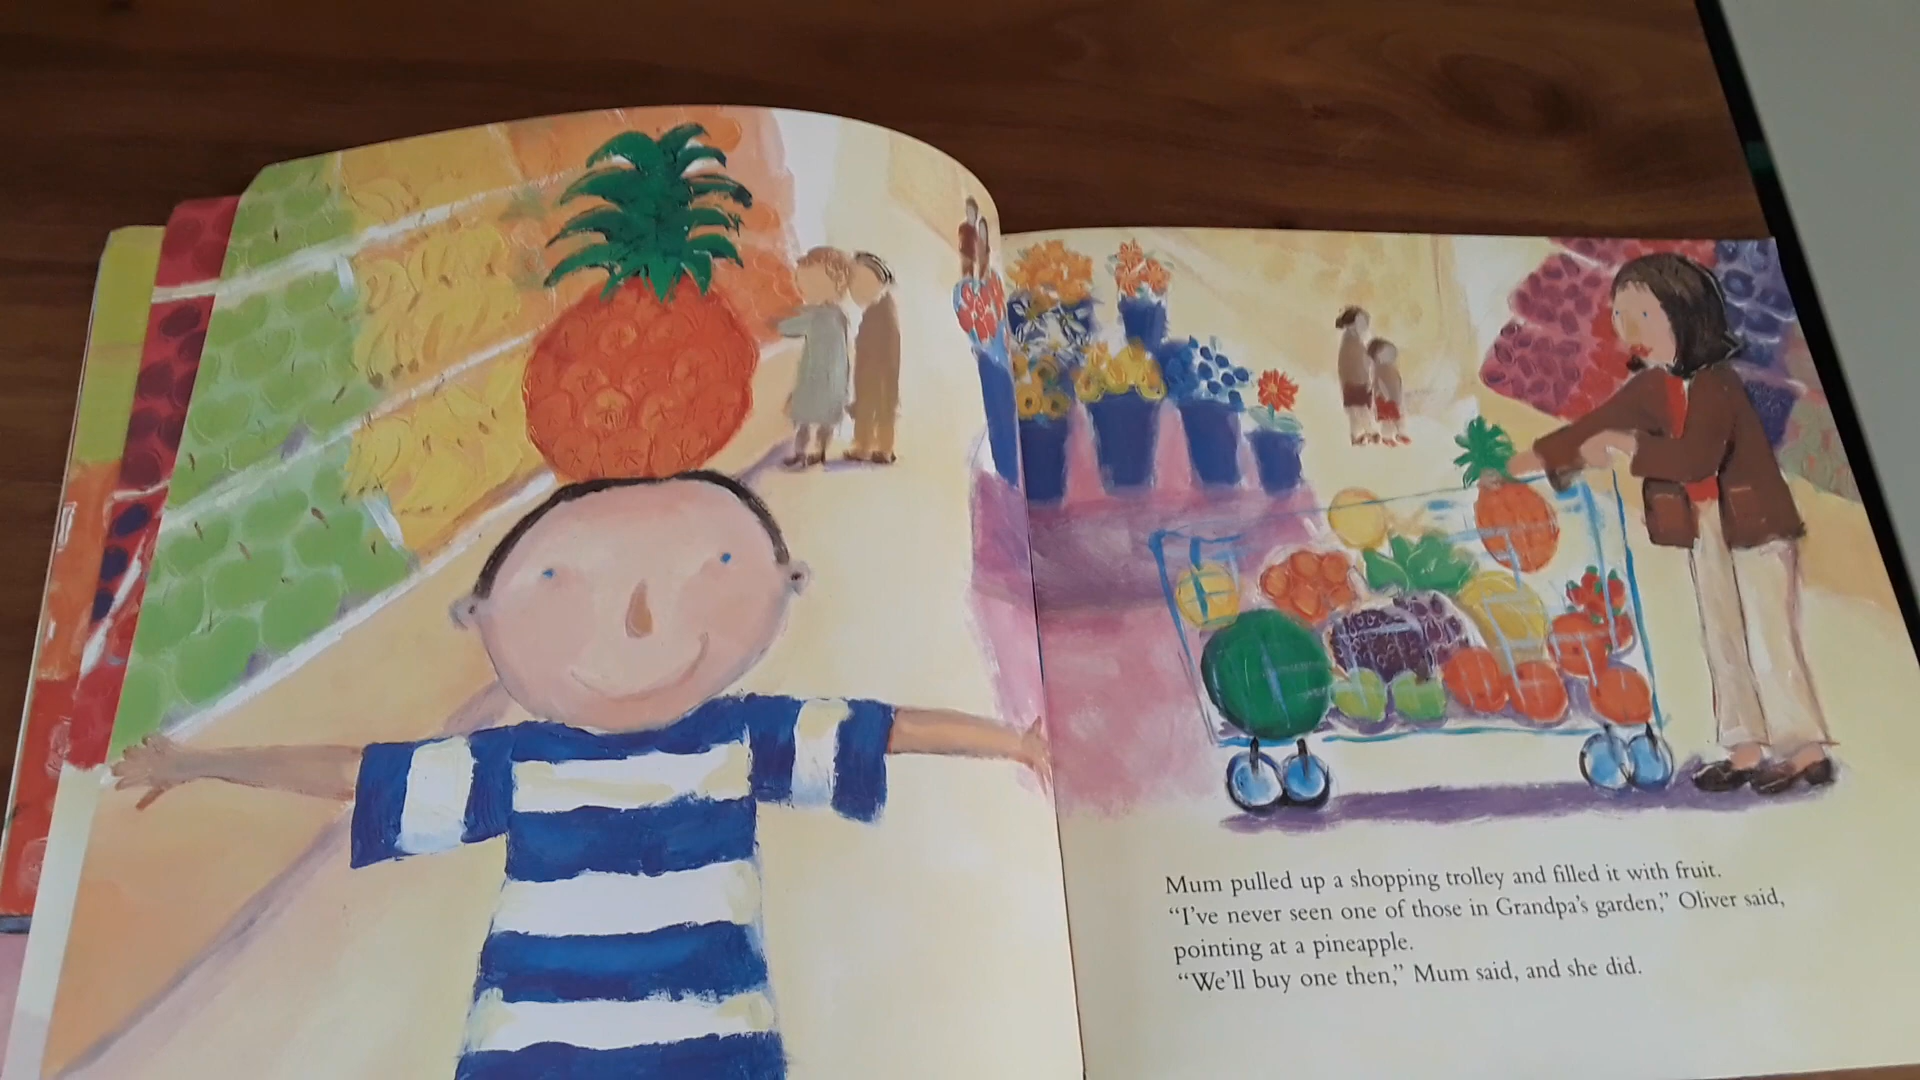 Mum pulled up a shopping trolley and filled it with fruit.
“I’ve never seen one of those in Grandpa’s garden,” Oliver said,
pointing at a pineapple.
“We’ll buy one then,” Mum said, and she did.